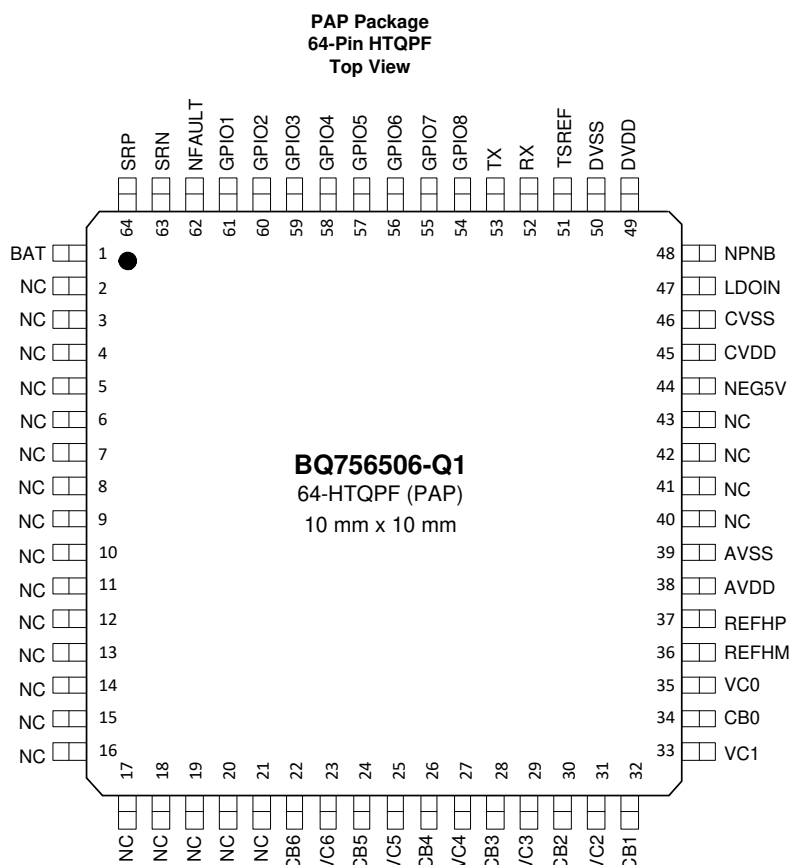 PAP Package
64-Pin HTQPF
Top View
SRP SRN NFAULT GPIO1 GPIO2 GPIO3 GPIO4 GPIO5 GPIO6 GPIO7 GPIO8 TX RX TSREF DVSS DVDD
64 63 62 61 60 59 58 57 56 55 54 53 52 51 50 49
BAT 1 48 NPNB
NC 2 47 LDOIN
NC 3 46 CVSS
NC 4 45 CVDD
NC 5 44 NEG5V
NC 6 43 NC
NC 7 42 NC
NC 8 41 NC
NC 9 40 NC
NC 10 39 AVSS
NC 11 38 AVDD
NC 12 37 REFHP
NC 13 36 REFHM
NC 14 35 VC0
NC 15 34 CB0
NC 16 33 VC1
BQ756506-Q1
64-HTQPF (PAP)
10 mm x 10 mm
17 18 19 20 21 22 23 24 25 26 27 28 29 30 31 32
NC NC NC NC NC CB6 VC6 CB5 VC5 CB4 VC4 CB3 VC3 CB2 VC2 CB1